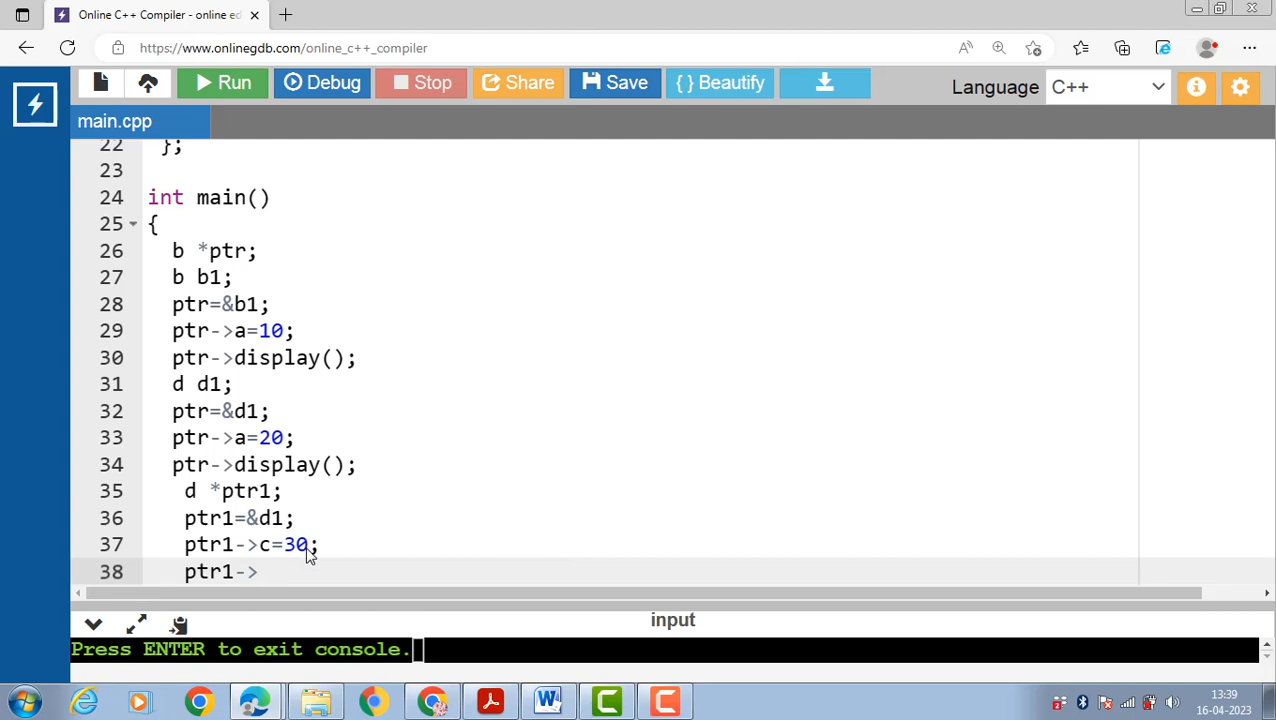 Online C++ Compiler - online ed
https://www.onlinegdb.com/online_c++_compiler
Run Debug Stop Share Save { } Beautify Language C++
main.cpp
22 };
23
24 int main()
25 {
26 b *ptr;
27 b b1;
28 ptr=&b1;
29 ptr->a=10;
30 ptr->display();
31 d d1;
32 ptr=&d1;
33 ptr->a=20;
34 ptr->display();
35 d *ptr1;
36 ptr1=&d1;
37 ptr1->c=30;
38 ptr1->
input
Press ENTER to exit console.
13:39
16-04-2023